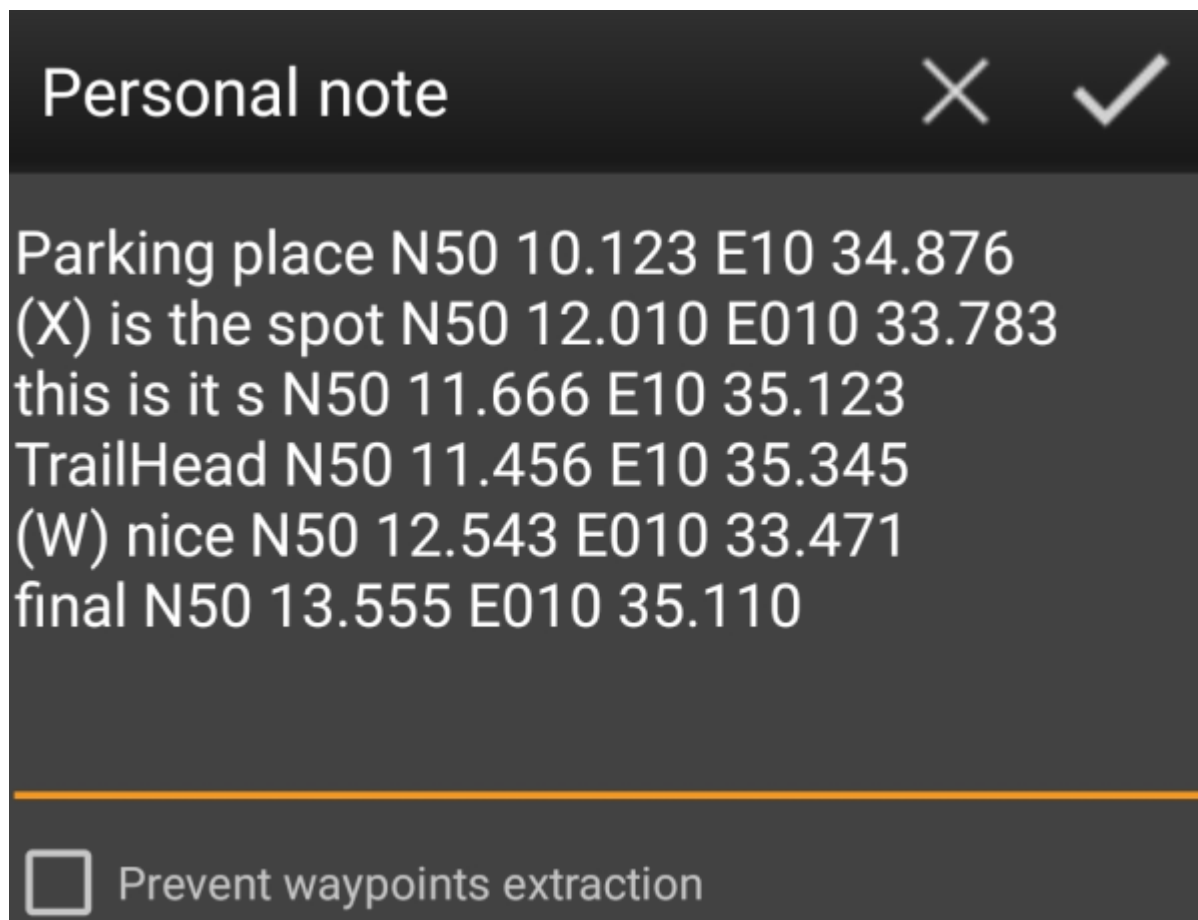 Personal note
Parking place N50 10.123 E10 34.876
(X) is the spot N50 12.010 E010 33.783
this is it s N50 11.666 E10 35.123
TrailHead N50 11.456 E10 35.345
(W) nice N50 12.543 E010 33.471
final N50 13.555 E010 35.110
Prevent waypoints extraction